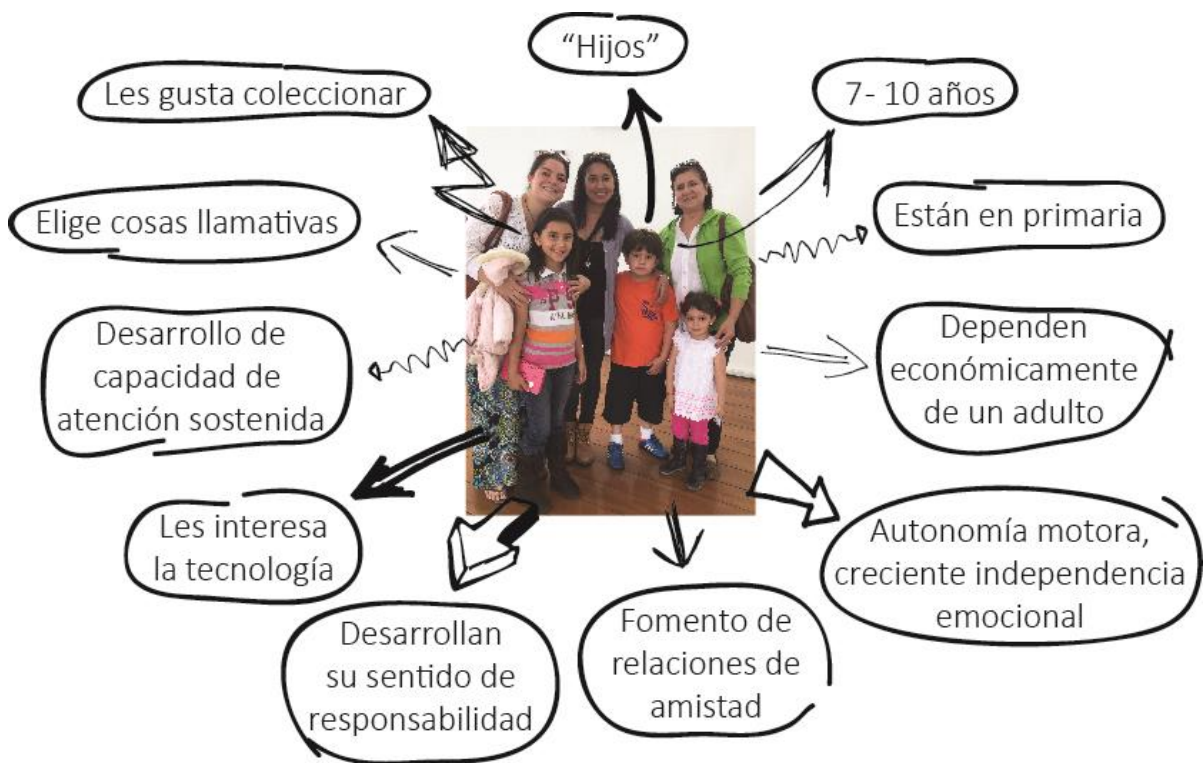 “Hijos”
Les gusta coleccionar
7- 10 años
Elige cosas llamativas
Están en primaria
Desarrollo de
capacidad de
atención sostenida
Dependen
económicamente
de un adulto
Les interesa
la tecnología
Autonomía motora,
creciente independencia
emocional
Desarrollan
su sentido de
responsabilidad
Fomento de
relaciones de
amistad